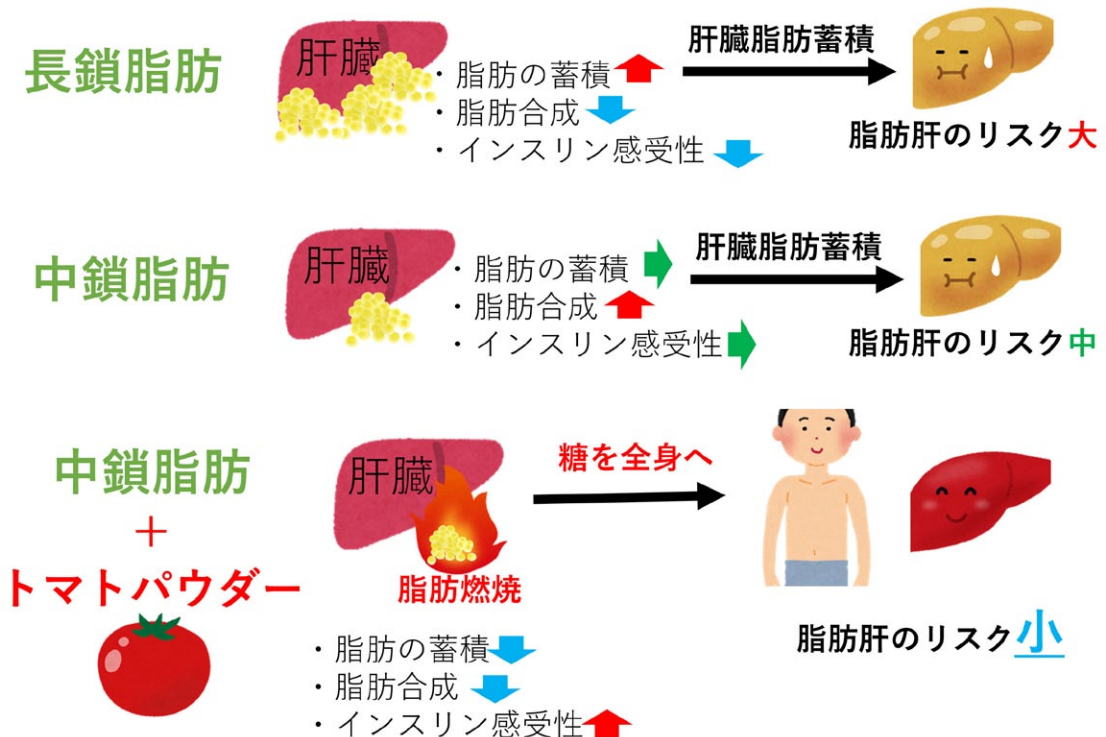 長鎖脂肪
肝臓
・脂肪の蓄積
・脂肪合成
・インスリン感受性
肝臓脂肪蓄積
脂肪肝のリスク大
中鎖脂肪
肝臓
・脂肪の蓄積
・脂肪合成
・インスリン感受性
肝臓脂肪蓄積
脂肪肝のリスク中
中鎖脂肪
+
トマトパウダー
肝臓
脂肪燃焼
・脂肪の蓄積
・脂肪合成
・インスリン感受性
糖を全身へ
脂肪肝のリスク小